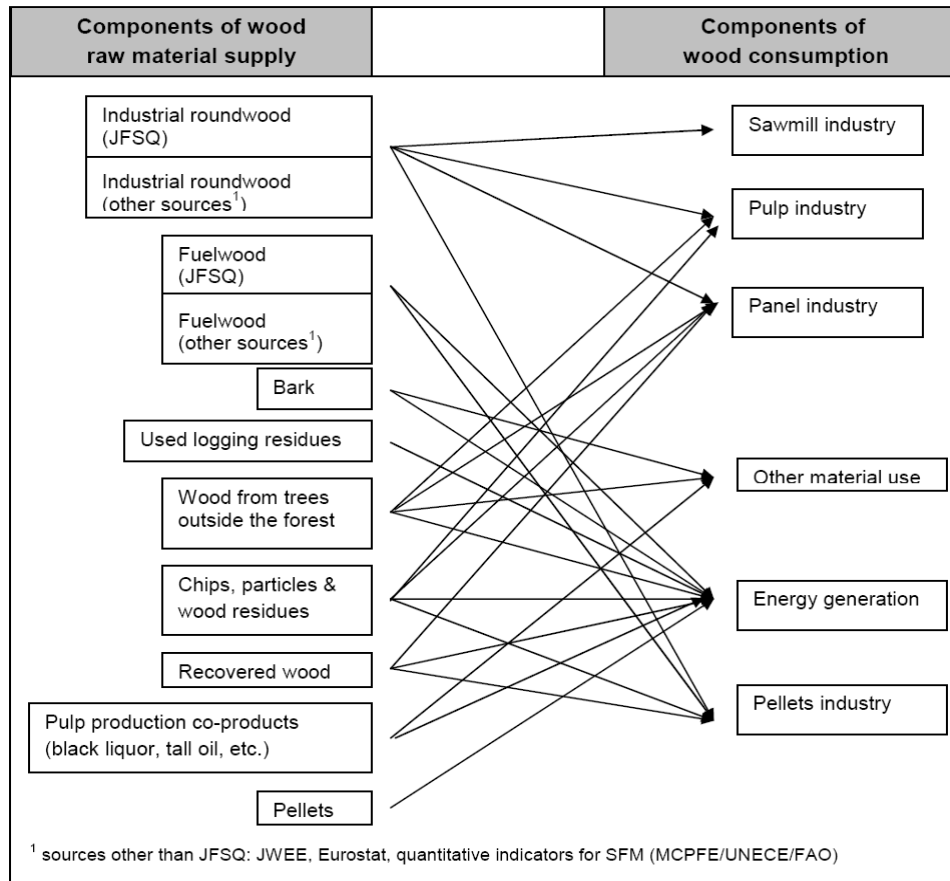 Components of wood
raw material supply
Components of
wood consumption
Industrial roundwood
(JFSQ)
Industrial roundwood
(other sources¹)
Fuelwood
(JFSQ)
Fuelwood
(other sources¹)
Bark
Used logging residues
Wood from trees
outside the forest
Chips, particles &
wood residues
Recovered wood
Pulp production co-products
(black liquor, tall oil, etc.)
Pellets
Sawmill industry
Pulp industry
Panel industry
Other material use
Energy generation
Pellets industry
¹ sources other than JFSQ: JWEE, Eurostat, quantitative indicators for SFM (MCPFE/UNECE/FAO)